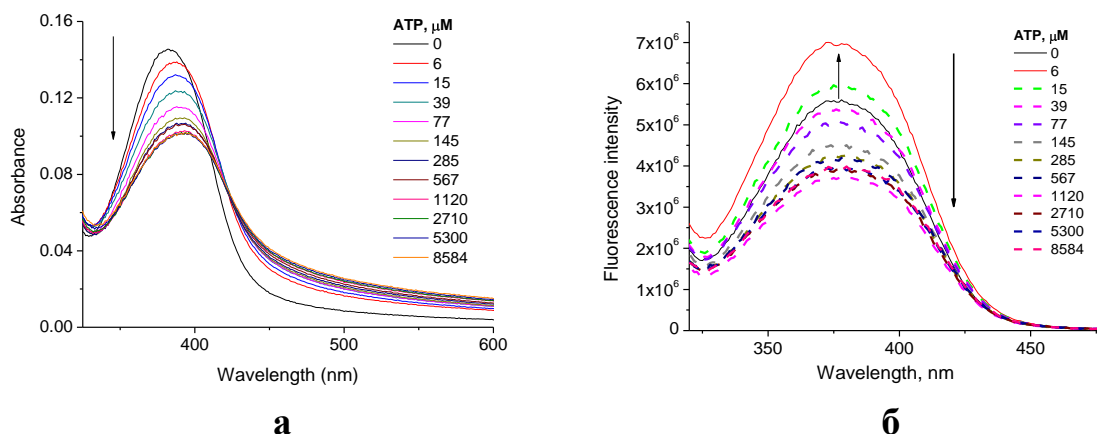 0.16
0.12
0.08
0.04
0.00
Absorbance
400
500
600
Wavelength (nm)
ATP, μM
0
6
15
39
77
145
285
567
1120
2710
5300
8584
а
7x10⁶
6x10⁶
5x10⁶
4x10⁶
3x10⁶
2x10⁶
1x10⁶
0
Fluorescence intensity
350
400
450
Wavelength, nm
ATP, μM
0
6
15
39
77
145
285
567
1120
2710
5300
8584
б